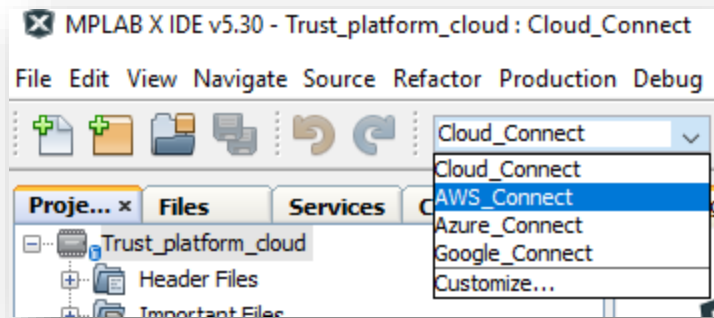 MPLAB X IDE v5.30 - Trust_platform_cloud : Cloud_Connect
File Edit View Navigate Source Refactor Production Debug
Cloud_Connect
Cloud_Connect
AWS_Connect
Azure_Connect
Google_Connect
Customize...
Proje... × Files Services C
Trust_platform_cloud
Header Files
Important Files